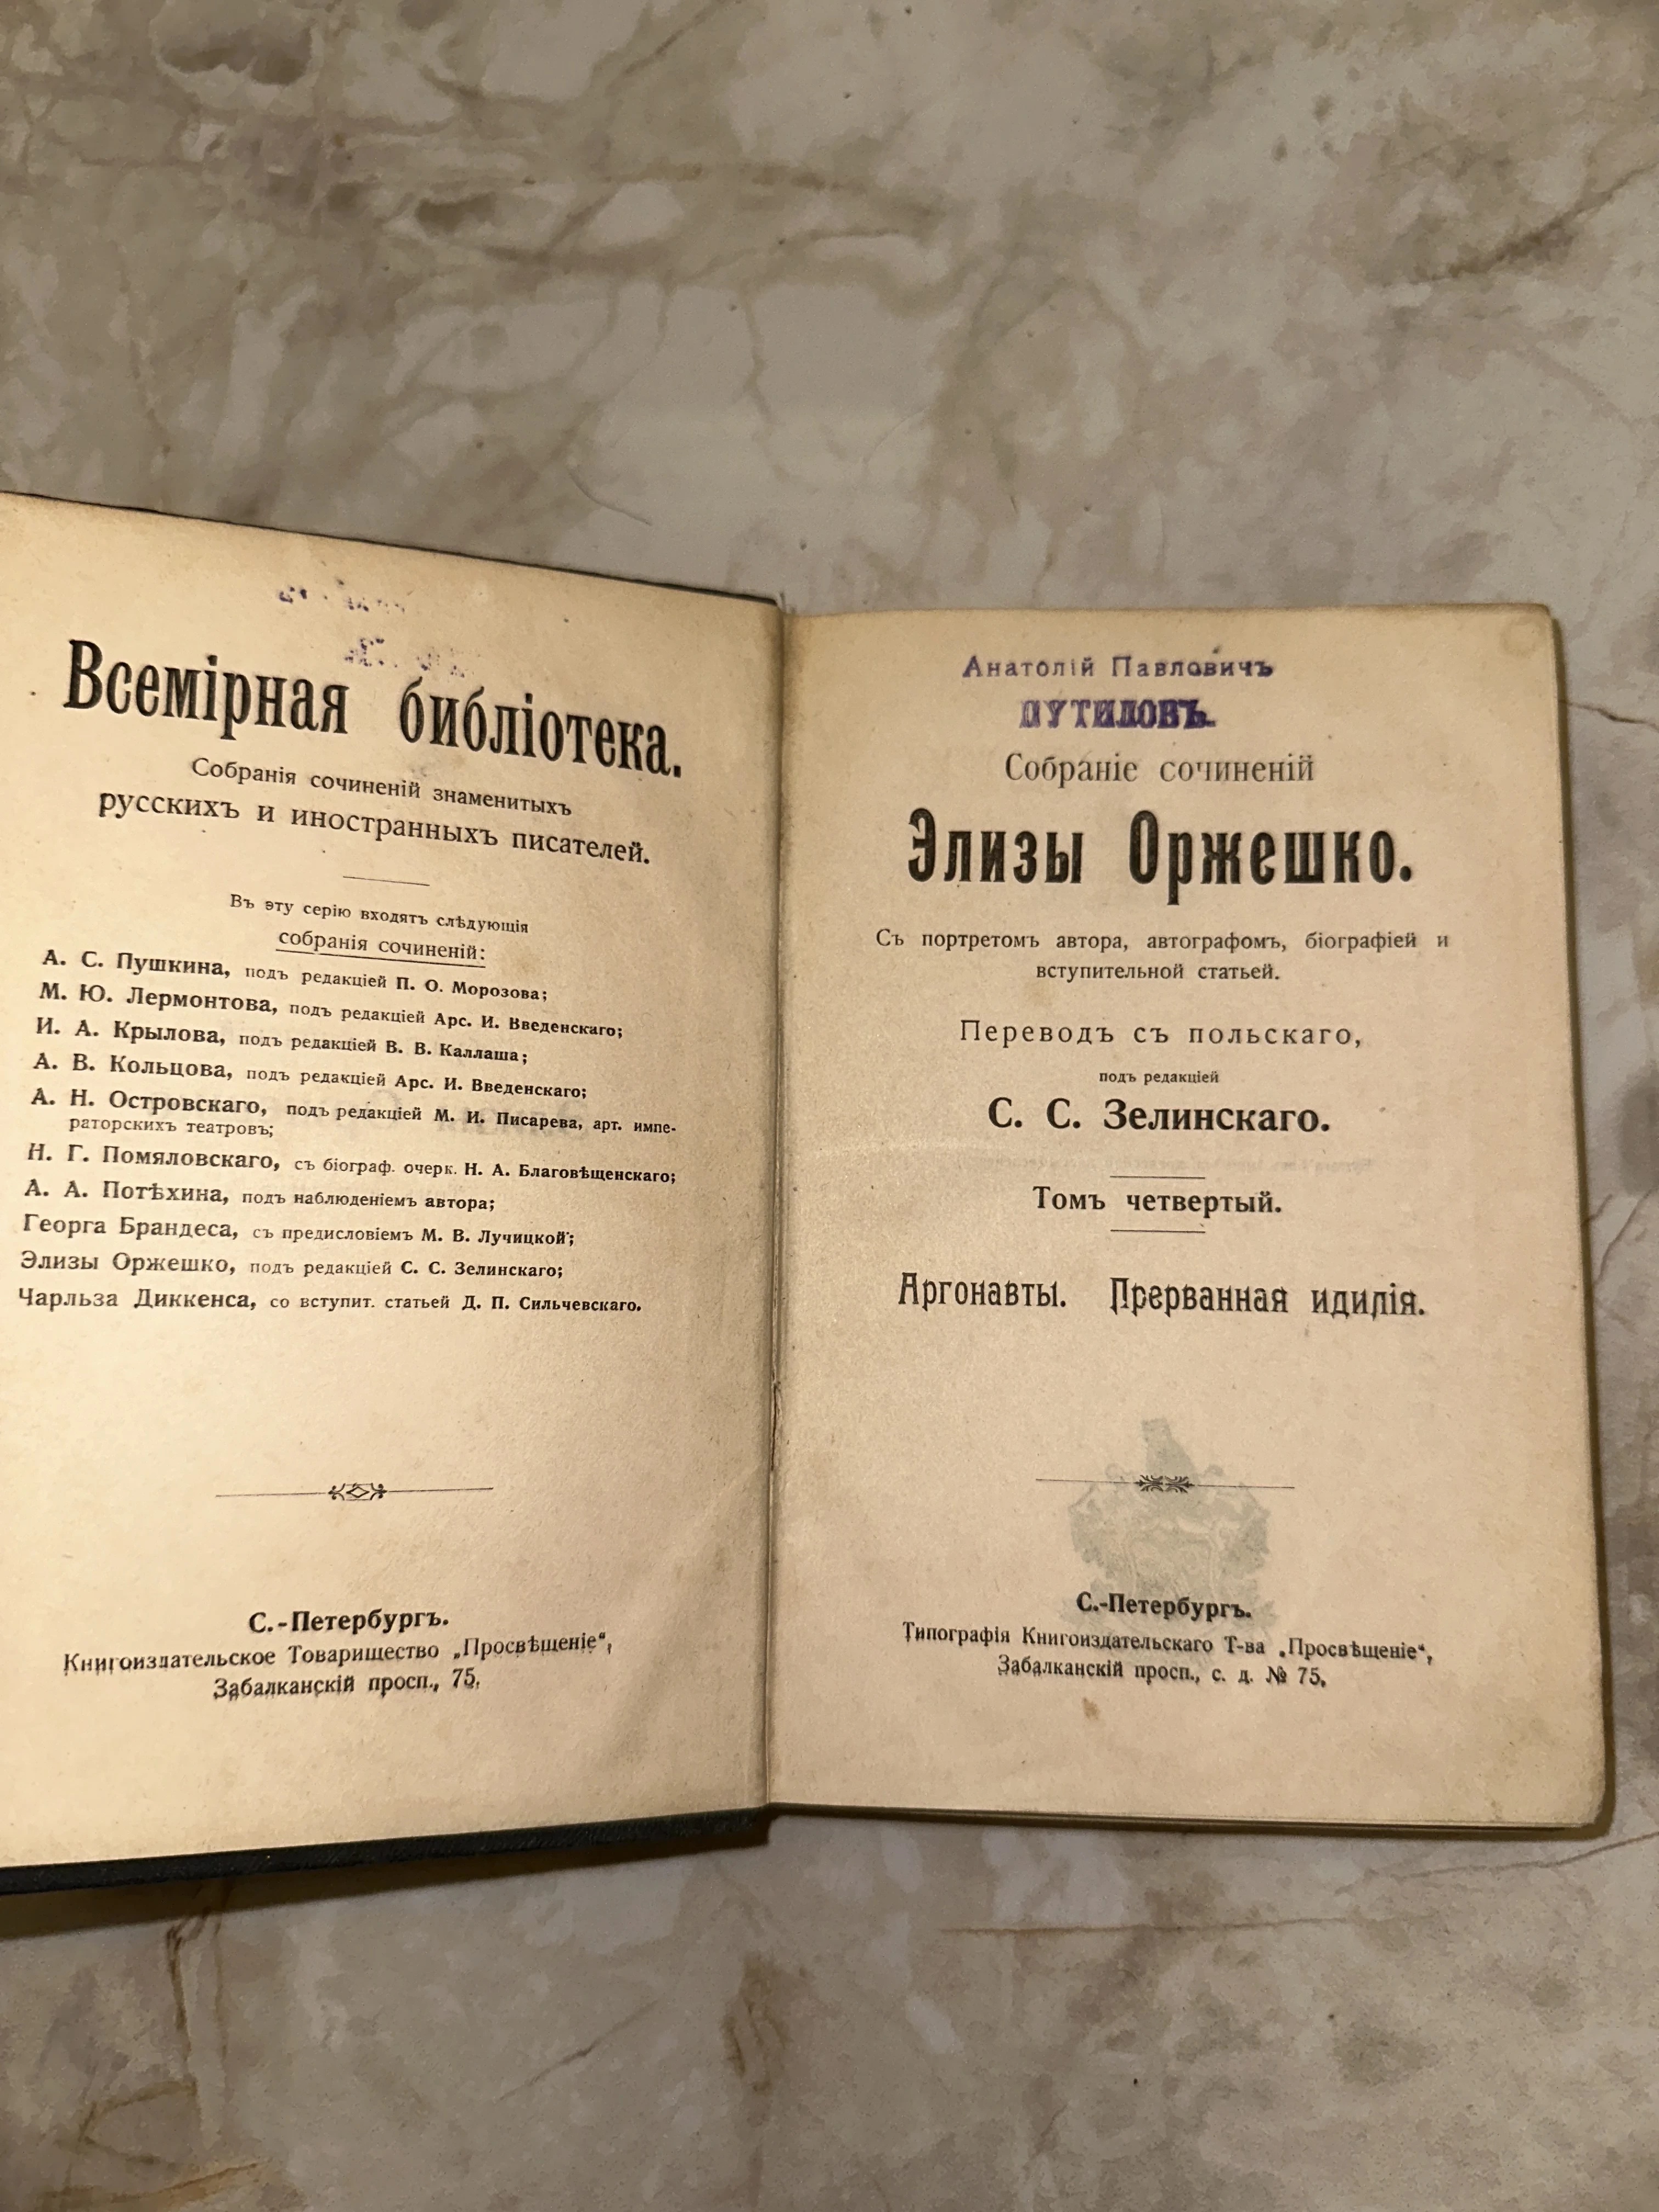 Всемірная библіотека.
Собранія сочиненій знаменитыхъ
русскихъ и иностранныхъ писателей.
Въ эту серію входятъ слѣдующія
собранія сочиненій:
А. С. Пушкина, подъ редакціей П. О. Морозова;
М. Ю. Лермонтова, подъ редакціей Арс. И. Введенскаго;
И. А. Крылова, подъ редакціей В. В. Каллаша;
А. В. Кольцова, подъ редакціей Арс. И. Введенскаго;
А. Н. Островскаго, подъ редакціей М. И. Писарева, арт. импе-
раторскихъ театровъ;
Н. Г. Помяловскаго, съ біограф. очерк. Н. А. Благовѣщенскаго;
А. А. Потѣхина, подъ наблюденіемъ автора;
Георга Брандеса, съ предисловіемъ М. В. Лучицкой;
Элизы Оржешко, подъ редакціей С. С. Зелинскаго;
Чарльза Диккенса, со вступит. статьей Д. П. Сильчевскаго.
С.-Петербургъ.
Книгоиздательское Товарищество „Просвѣщеніе“,
Забалканскій просп., 75.
Анатолій Павловичъ
ПУТИЛОВЪ.
Собраніе сочиненій
Элизы Оржешко.
Съ портретомъ автора, автографомъ, біографіей и
вступительной статьей.
Переводъ съ польскаго,
подъ редакціей
С. С. Зелинскаго.
Томъ четвертый.
Аргонавты. Прерванная идилія.
С.-Петербургъ.
Типографія Книгоиздательскаго Т-ва „Просвѣщеніе“,
Забалканскій просп., с. д. № 75.